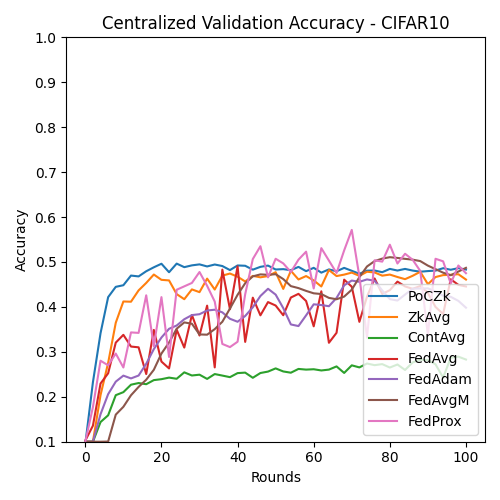 Centralized Validation Accuracy - CIFAR10
1.0
0.9
0.8
0.7
0.6
0.5
0.4
0.3
0.2
0.1
Accuracy
0
20
40
60
80
100
Rounds
PoCZk
ZkAvg
ContAvg
FedAvg
FedAdam
FedAvgM
FedProx